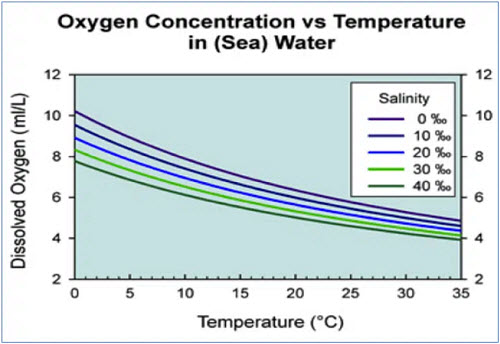 Oxygen Concentration vs Temperature
in (Sea) Water
12
10
8
6
4
2
Dissolved Oxygen (ml/L)
12
10
8
6
4
2
Salinity
0 ‰
10 ‰
20 ‰
30 ‰
40 ‰
0 5 10 15 20 25 30 35
Temperature (°C)